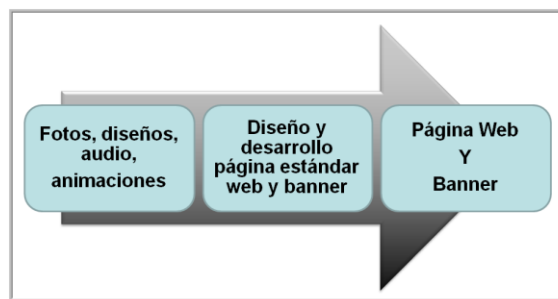 Fotos, diseños,
audio,
animaciones
Diseño y
desarrollo
página estándar
web y banner
Página Web
Y
Banner